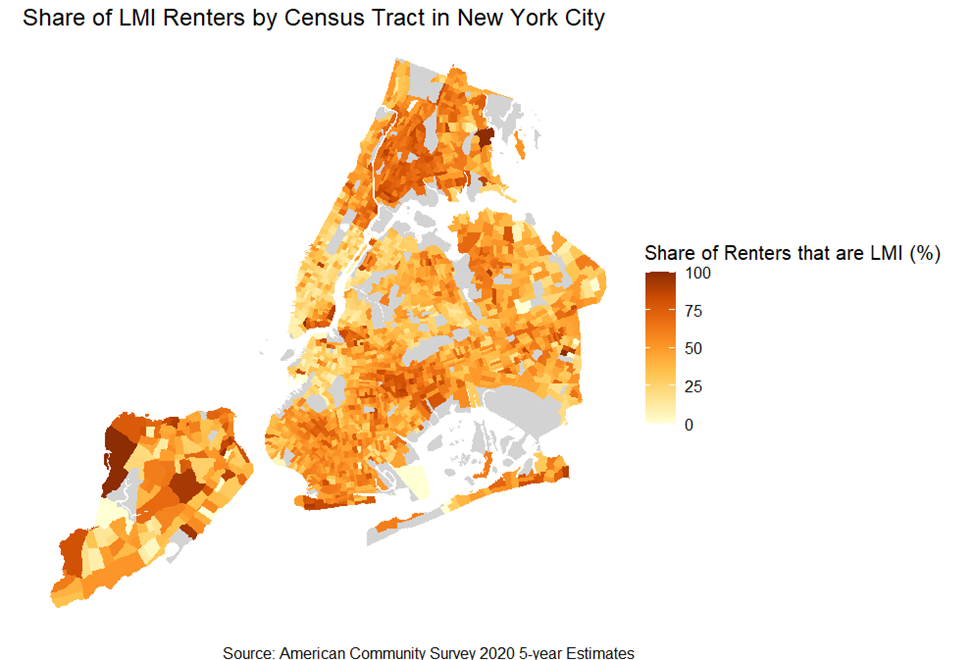 Share of LMI Renters by Census Tract in New York City
Share of Renters that are LMI (%)
100
75
50
25
0
Source: American Community Survey 2020 5-year Estimates